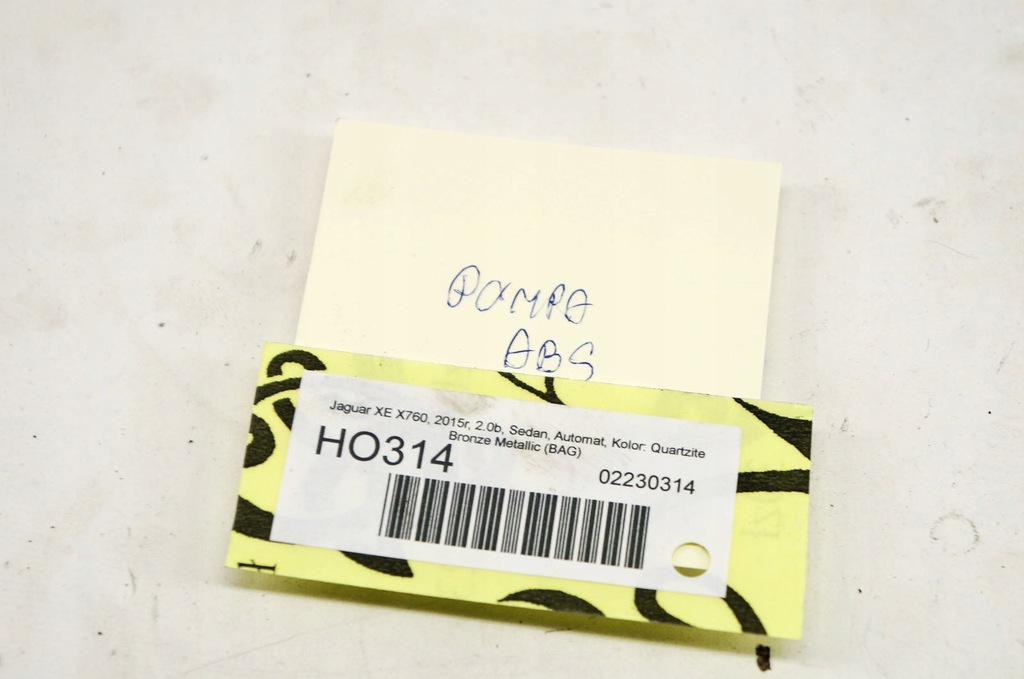 POMPA
ABS
Jaguar XE X760, 2015r, 2.0b, Sedan, Automat, Kolor: Quartzite
Bronze Metallic (BAG)
HO314
02230314